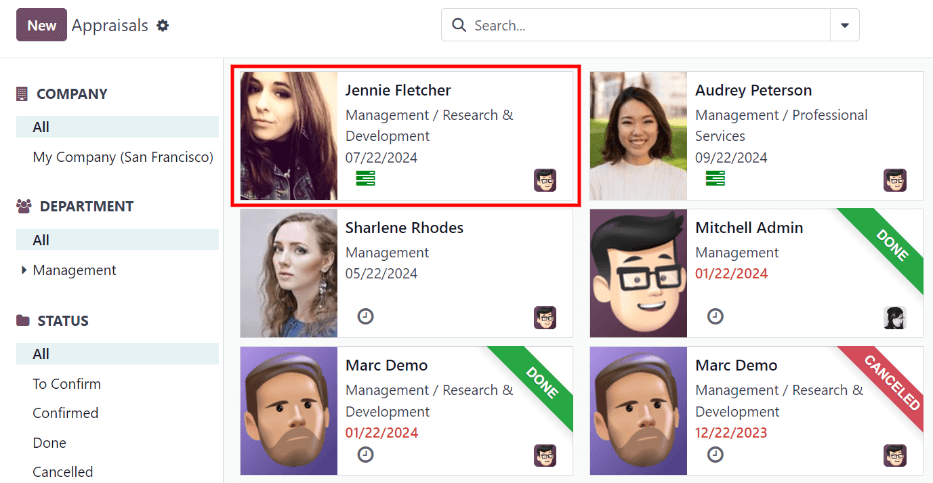 New Appraisals
Search...
COMPANY
All
My Company (San Francisco)
DEPARTMENT
All
Management
STATUS
All
To Confirm
Confirmed
Done
Cancelled
Jennie Fletcher
Management / Research &
Development
07/22/2024
Audrey Peterson
Management / Professional
Services
09/22/2024
Sharlene Rhodes
Management
05/22/2024
Mitchell Admin
Management
01/22/2024
DONE
Marc Demo
Management / Research &
Development
01/22/2024
DONE
Marc Demo
Management / Research &
Development
12/22/2023
CANCELED